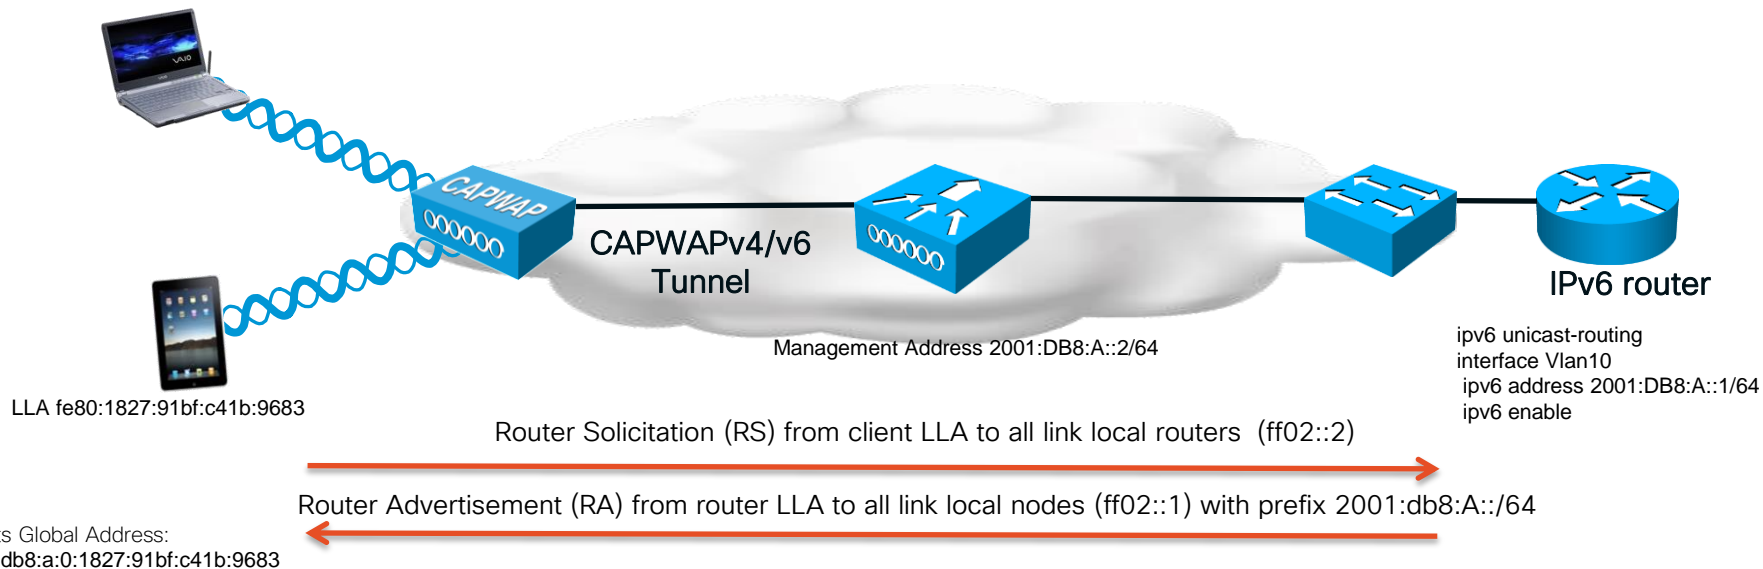 VAIO
CAPWAP
CAPWAPv4/v6
Tunnel
IPv6 router
Management Address 2001:DB8:A::2/64
ipv6 unicast-routing
interface Vlan10
ipv6 address 2001:DB8:A::1/64
ipv6 enable
LLA fe80:1827:91bf:c41b:9683
Router Solicitation (RS) from client LLA to all link local routers (ff02::2)
Router Advertisement (RA) from router LLA to all link local nodes (ff02::1) with prefix 2001:db8:A::/64
s Global Address:
db8:a:0:1827:91bf:c41b:9683